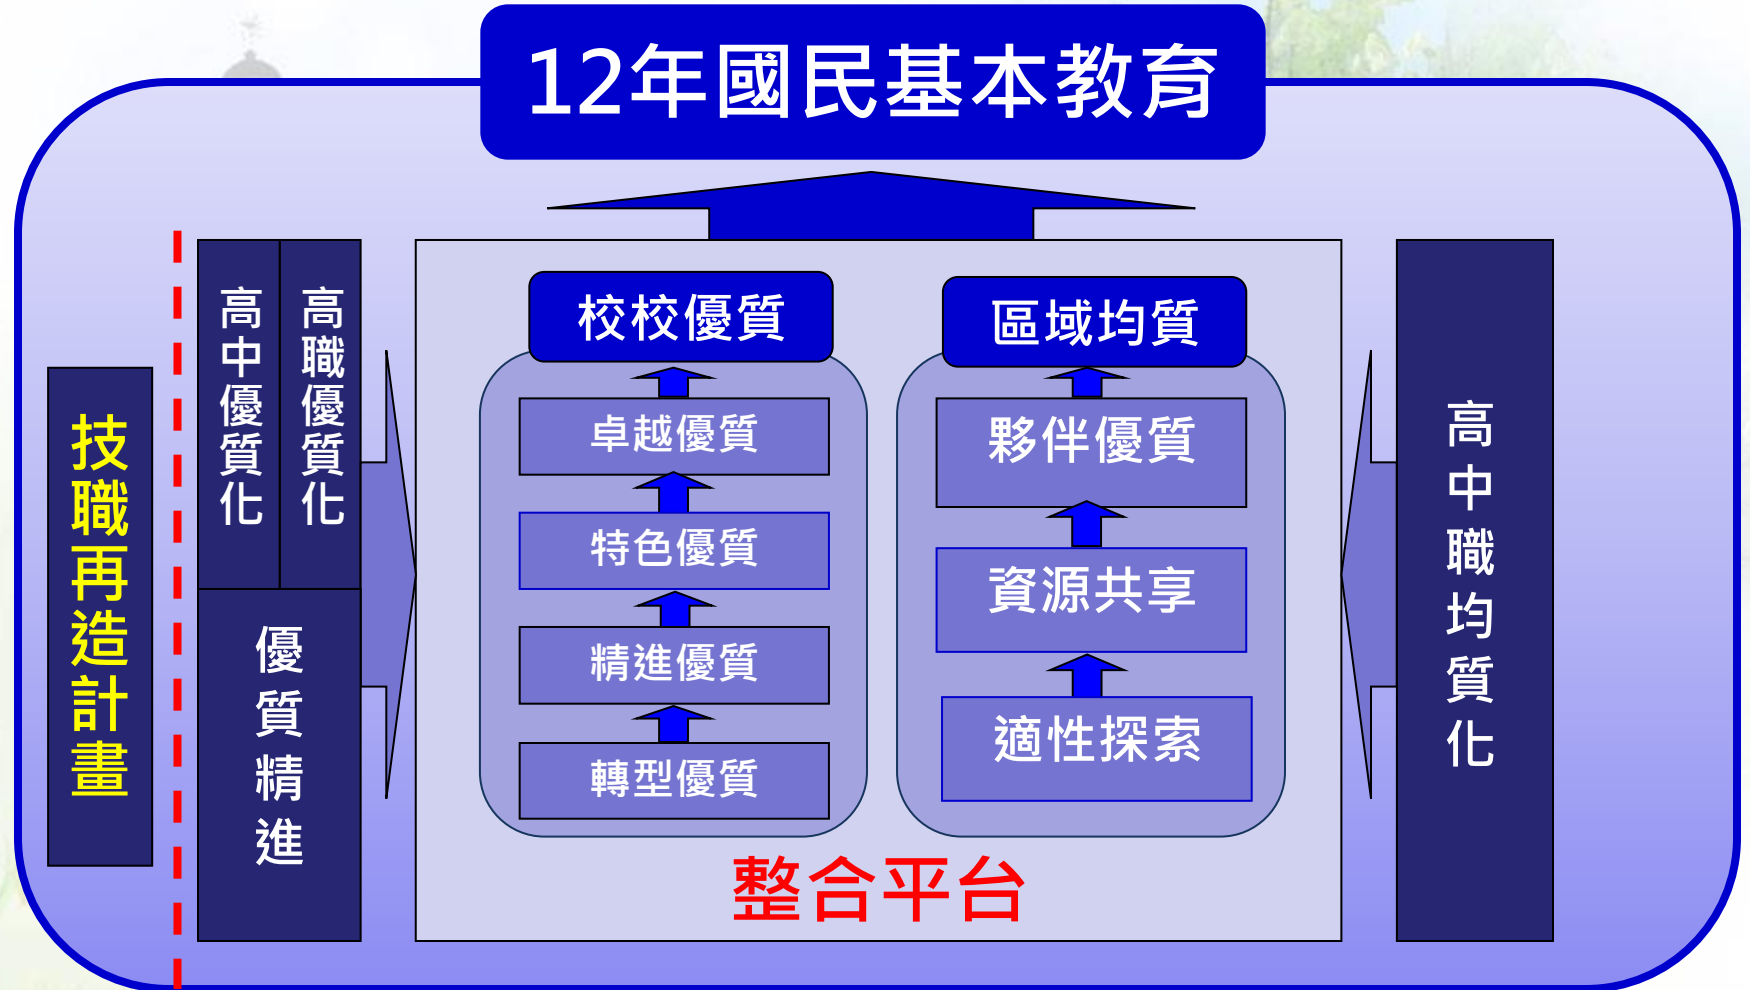 12年國民基本教育
技職再造計畫
高中優質化
高職優質化
優質精進
校校優質
卓越優質
特色優質
精進優質
轉型優質
區域均質
夥伴優質
資源共享
適性探索
整合平台
高中職均質化